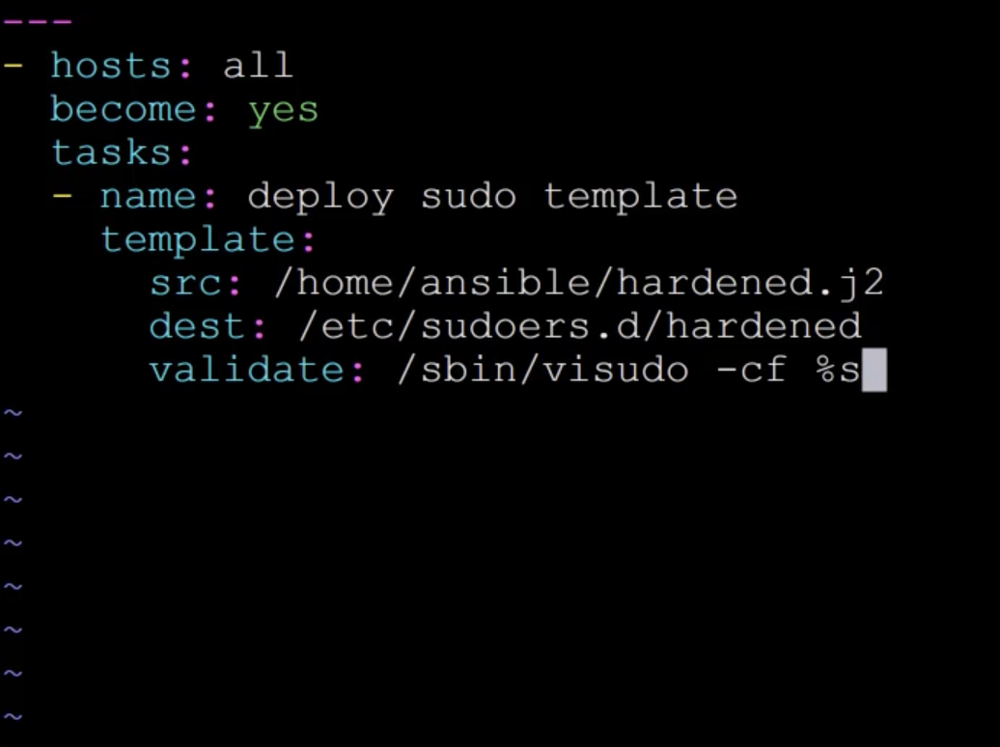 ---
- hosts: all
  become: yes
  tasks:
  - name: deploy sudo template
    template:
      src: /home/ansible/hardened.j2
      dest: /etc/sudoers.d/hardened
      validate: /sbin/visudo -cf %s
~
~
~
~
~
~
~
~